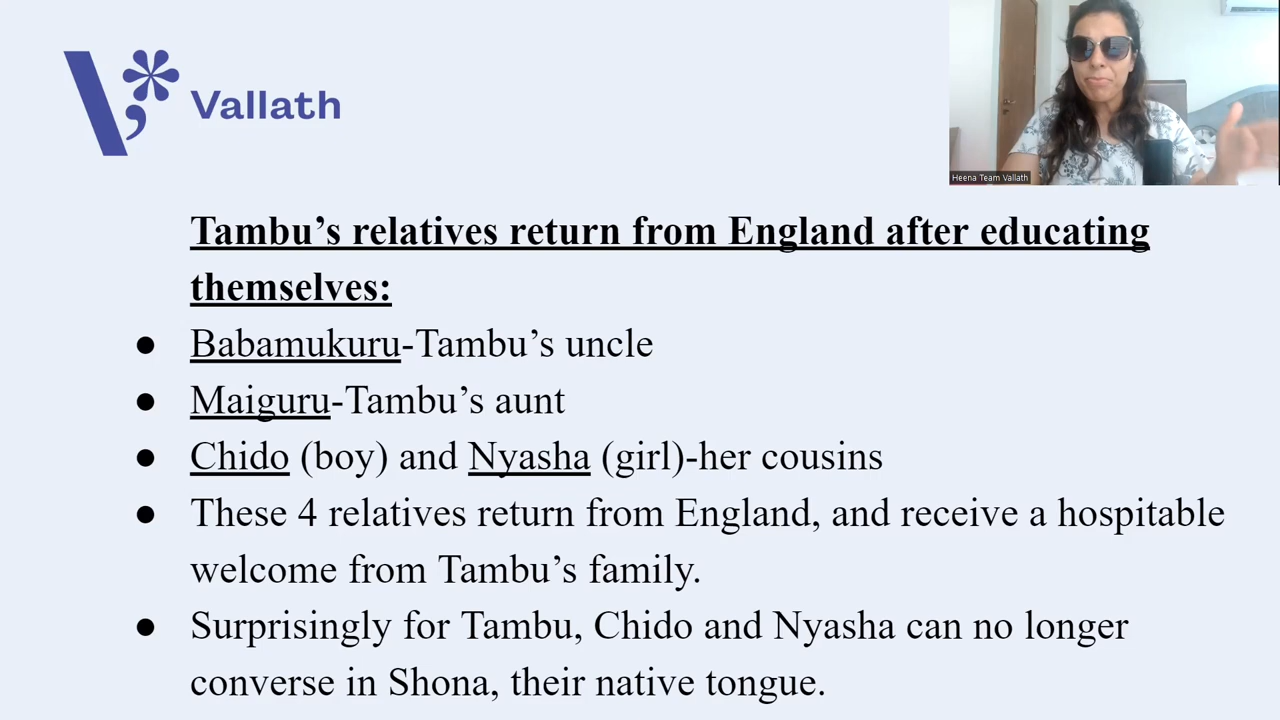 Vallath
Heena Team Vallath
Tambu’s relatives return from England after educating
themselves:
● Babamukuru-Tambu’s uncle
● Maiguru-Tambu’s aunt
● Chido (boy) and Nyasha (girl)-her cousins
● These 4 relatives return from England, and receive a hospitable
welcome from Tambu’s family.
● Surprisingly for Tambu, Chido and Nyasha can no longer
converse in Shona, their native tongue.